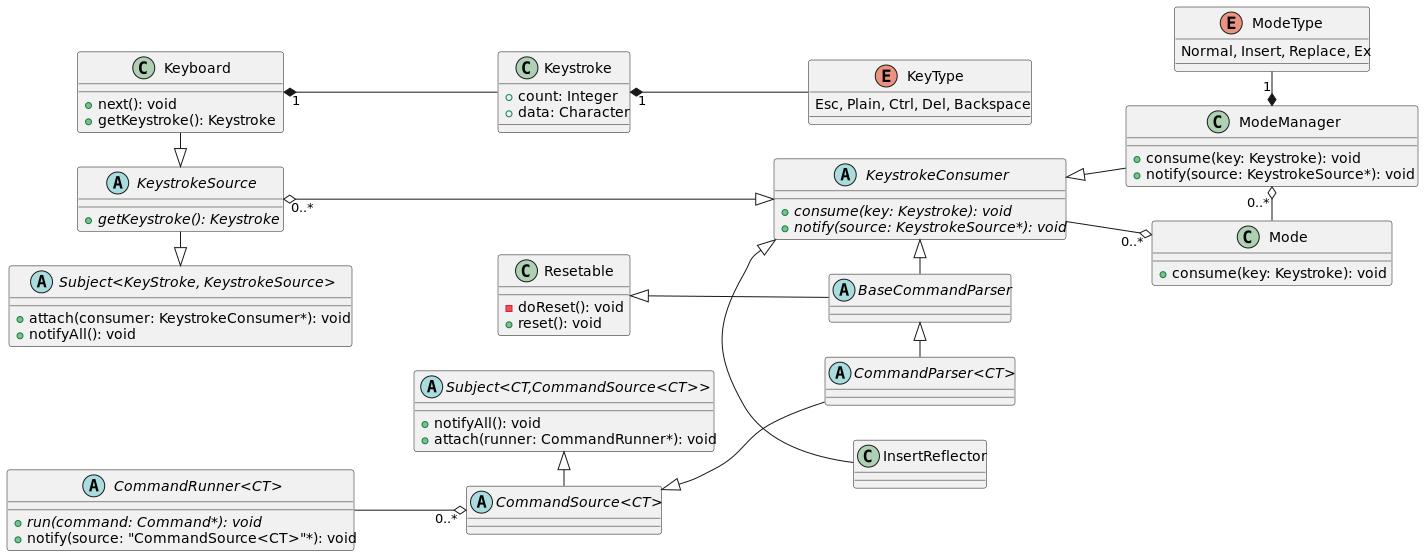 E ModeType
Normal, Insert, Replace, Ex
C Keyboard
next(): void
getKeystroke(): Keystroke
1
C Keystroke
count: Integer
data: Character
1
E KeyType
Esc, Plain, Ctrl, Del, Backspace
1
C ModeManager
consume(key: Keystroke): void
notify(source: KeystrokeSource*): void
A KeystrokeSource
getKeystroke(): Keystroke
0..*
A KeystrokeConsumer
consume(key: Keystroke): void
notify(source: KeystrokeSource*): void
0..*
0..*
C Mode
consume(key: Keystroke): void
A Subject<KeyStroke, KeystrokeSource>
attach(consumer: KeystrokeConsumer*): void
notifyAll(): void
C Resetable
doReset(): void
reset(): void
A BaseCommandParser
A CommandParser<CT>
A Subject<CT,CommandSource<CT>>
notifyAll(): void
attach(runner: CommandRunner*): void
C InsertReflector
A CommandRunner<CT>
run(command: Command*): void
notify(source: "CommandSource<CT>"*): void
0..*
A CommandSource<CT>